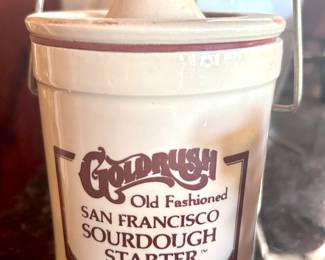 GOLDRUSH
Old Fashioned
SAN FRANCISCO
SOURDOUGH
STARTER™